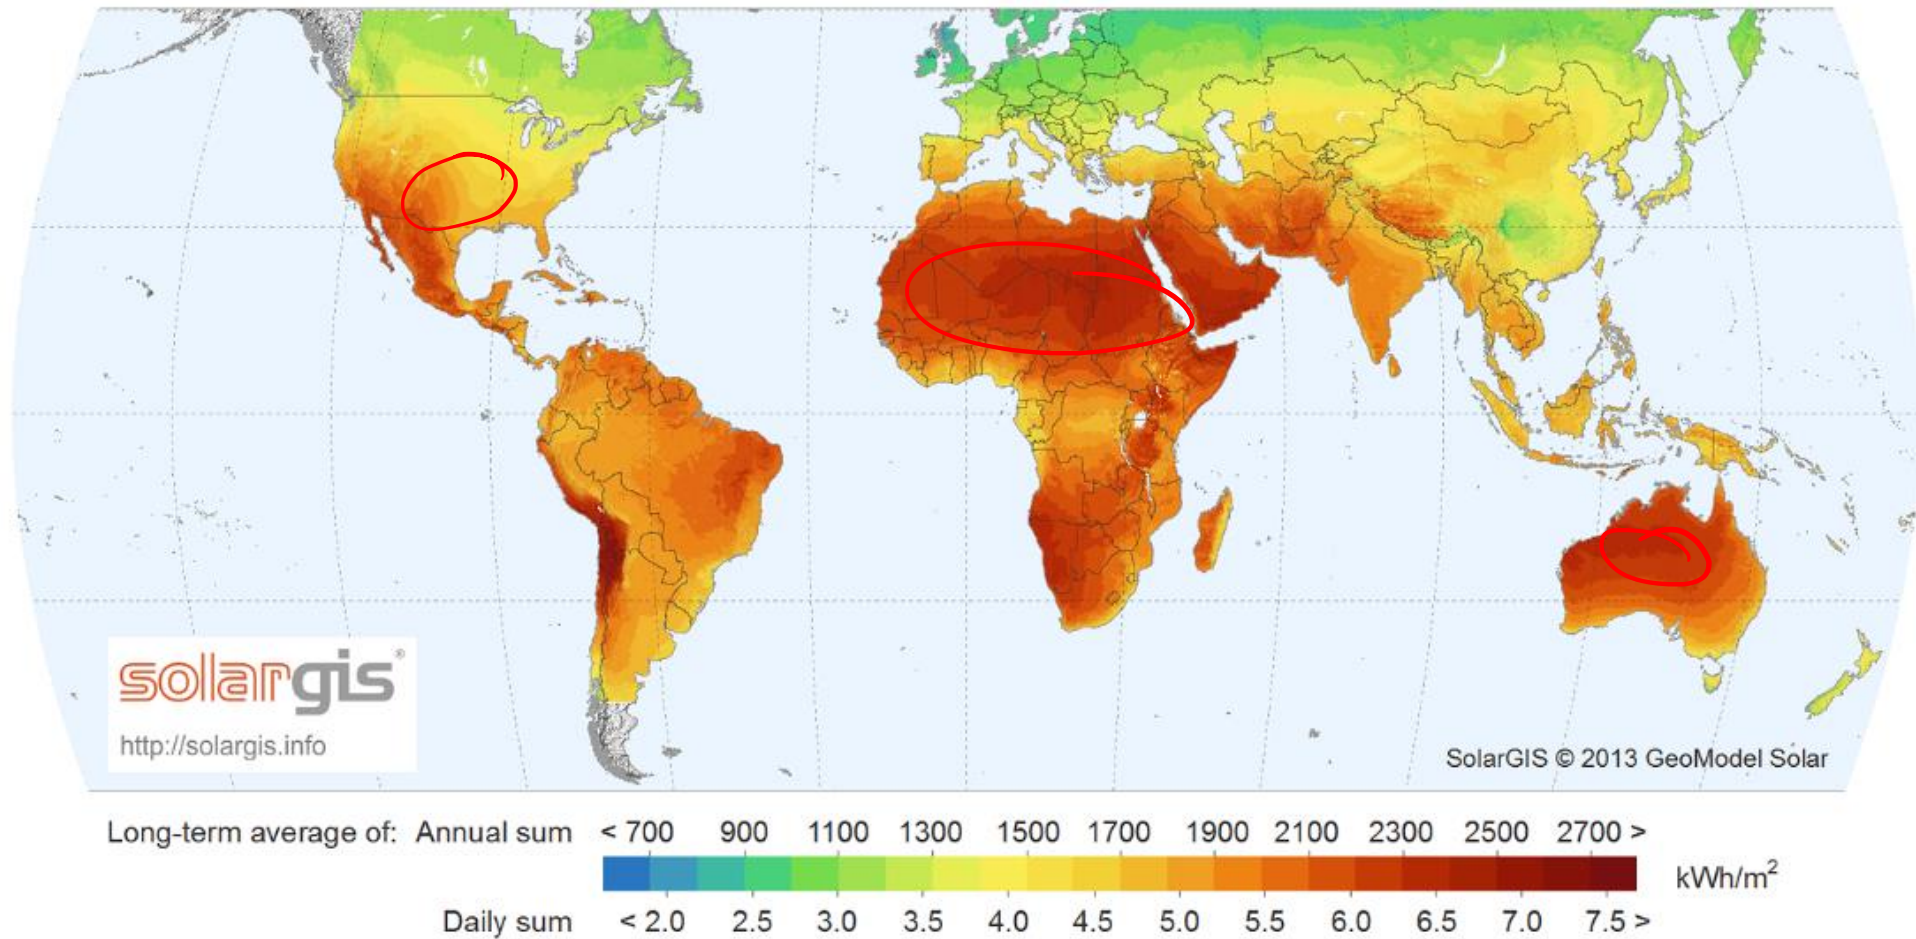 solargis®
http://solargis.info
SolarGIS © 2013 GeoModel Solar
Long-term average of: Annual sum < 700 900 1100 1300 1500 1700 1900 2100 2300 2500 2700 >
kWh/m²
Daily sum < 2.0 2.5 3.0 3.5 4.0 4.5 5.0 5.5 6.0 6.5 7.0 7.5 >